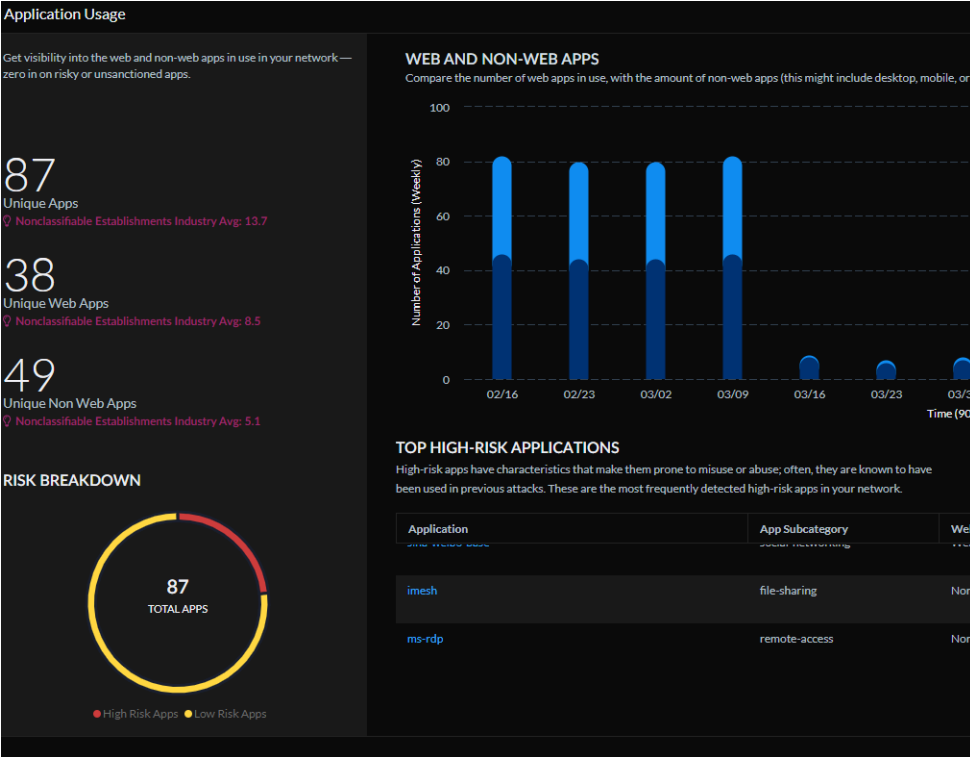 Application Usage
Get visibility into the web and non-web apps in use in your network —
zero in on risky or unsanctioned apps.
87
Unique Apps
Nonclassifiable Establishments Industry Avg: 13.7
38
Unique Web Apps
Nonclassifiable Establishments Industry Avg: 8.5
49
Unique Non Web Apps
Nonclassifiable Establishments Industry Avg: 5.1
RISK BREAKDOWN
87
TOTAL APPS
High Risk Apps Low Risk Apps
WEB AND NON-WEB APPS
Compare the number of web apps in use, with the amount of non-web apps (this might include desktop, mobile, or
Number of Applications (Weekly)
100
80
60
40
20
0
02/16 02/23 03/02 03/09 03/16 03/23 03/3
Time (90
TOP HIGH-RISK APPLICATIONS
High-risk apps have characteristics that make them prone to misuse or abuse; often, they are known to have
been used in previous attacks. These are the most frequently detected high-risk apps in your network.
Application App Subcategory We
social-networking
imesh file-sharing Non
ms-rdp remote-access Non